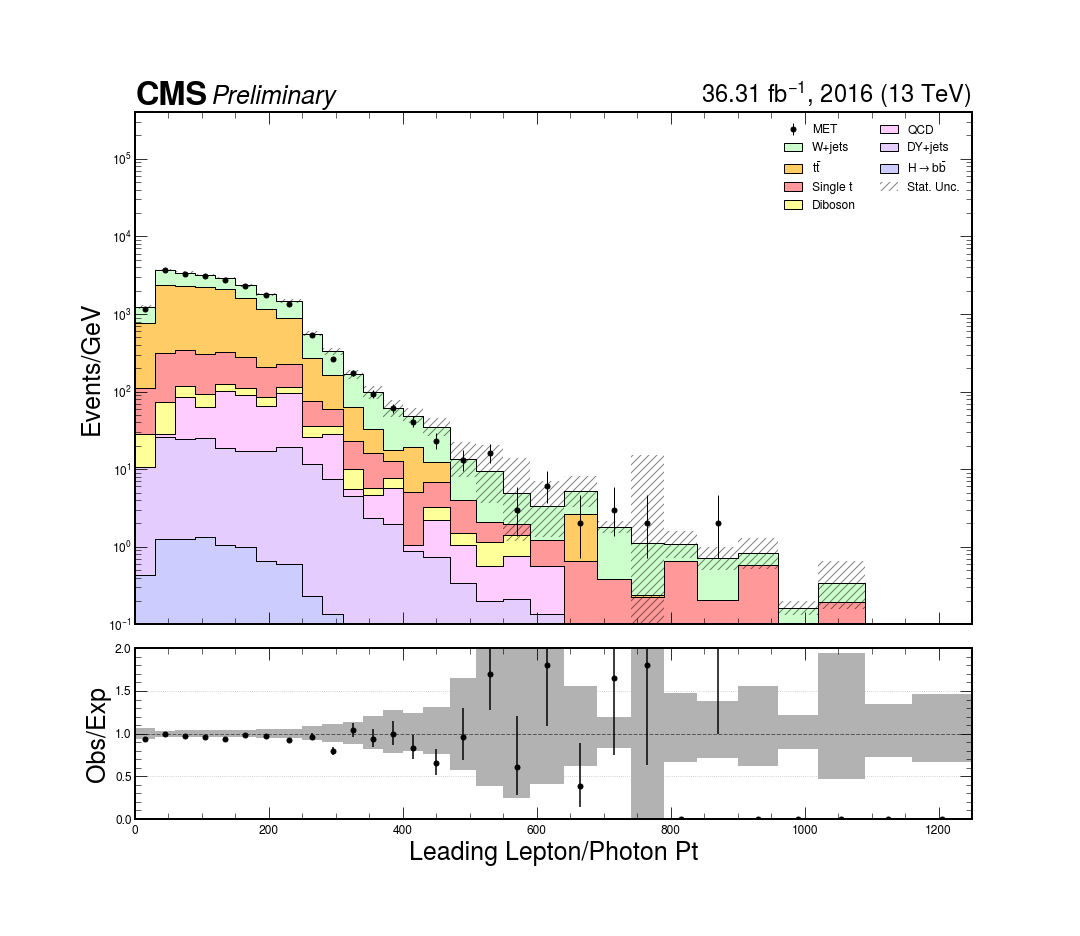 CMS Preliminary 36.31 fb⁻¹, 2016 (13 TeV)
MET QCD
W+jets DY+jets
tt̄ H→bb̄
Single t Stat. Unc.
Diboson
Events/GeV
10⁵
10⁴
10³
10²
10¹
10⁰
10⁻¹
Obs/Exp
2.0
1.5
1.0
0.5
0.0
0 200 400 600 800 1000 1200
Leading Lepton/Photon Pt